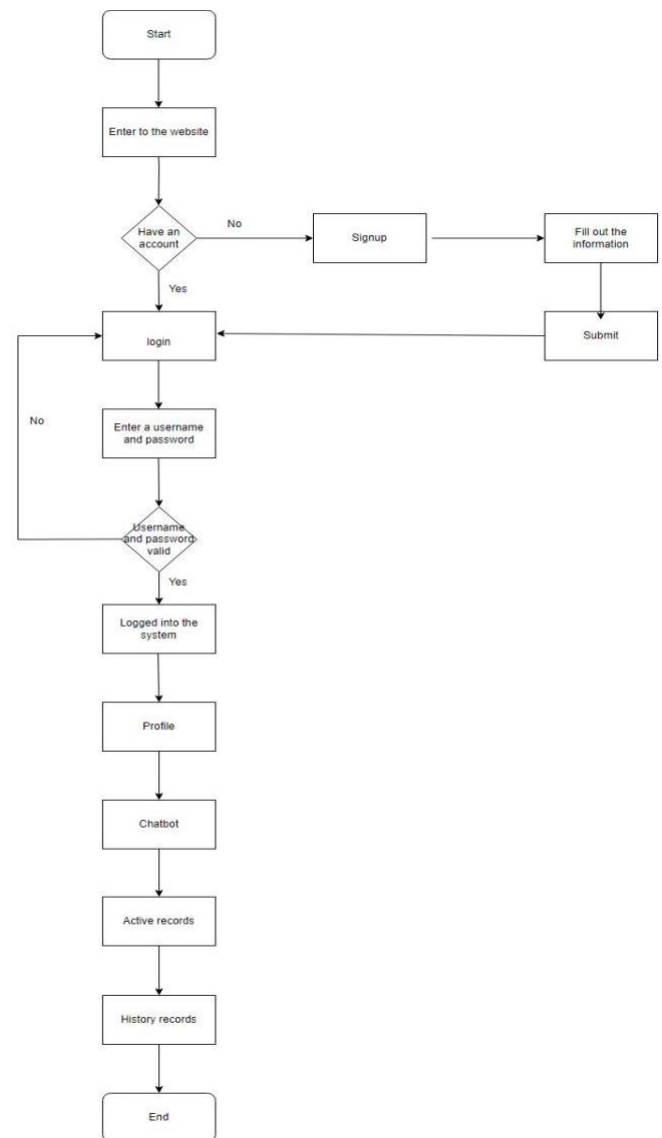 Start
Enter to the website
Have an
account
No
Signup
Fill out the
information
Yes
login
Submit
No
Enter a username
and password
Username
and password
valid
Yes
Logged into the
system
Profile
Chatbot
Active records
History records
End